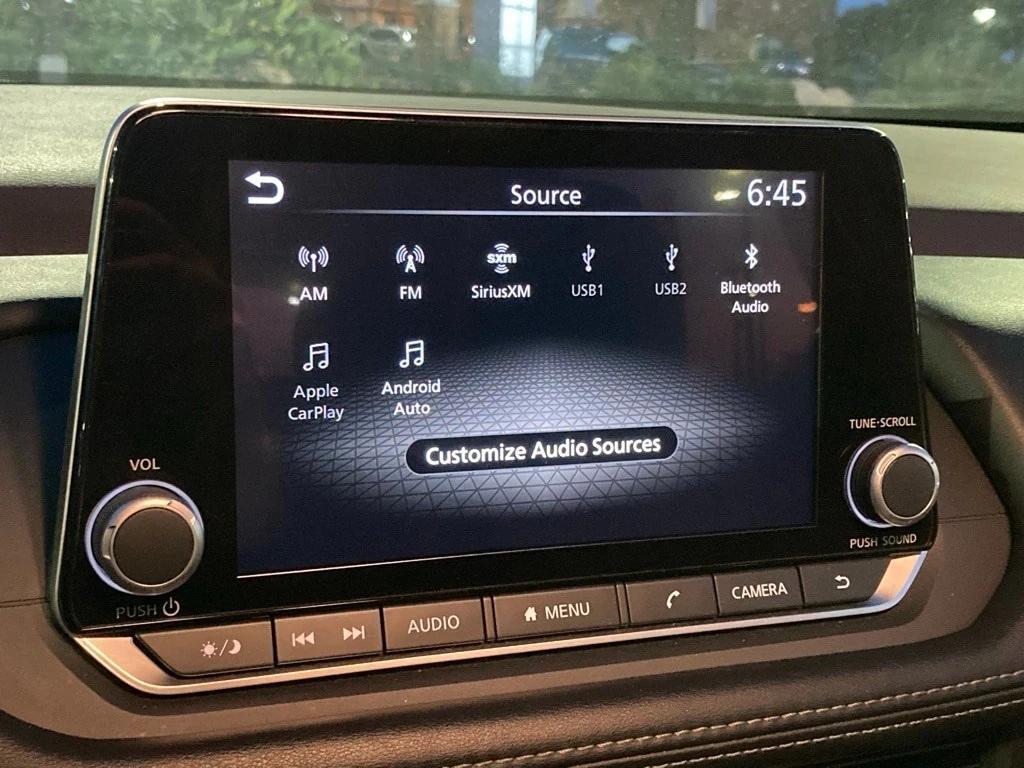 Source
6:45
sxm
AM
FM
SiriusXM
USB1
USB2
Bluetooth
Audio
Apple
CarPlay
Android
Auto
Customize Audio Sources
VOL
PUSH
TUNE·SCROLL
PUSH SOUND
AUDIO
MENU
CAMERA